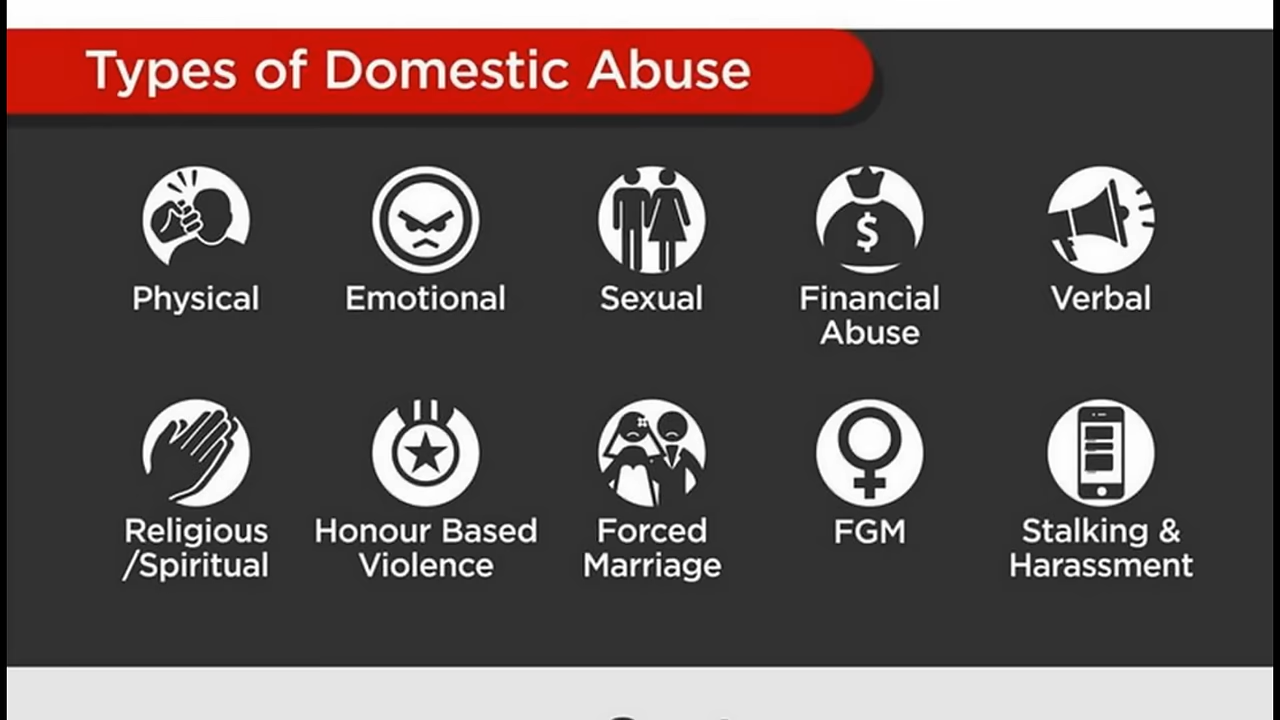 Types of Domestic Abuse
Physical
Emotional
Sexual
$
Financial
Abuse
Verbal
Religious
/Spiritual
Honour Based
Violence
Forced
Marriage
FGM
Stalking &
Harassment